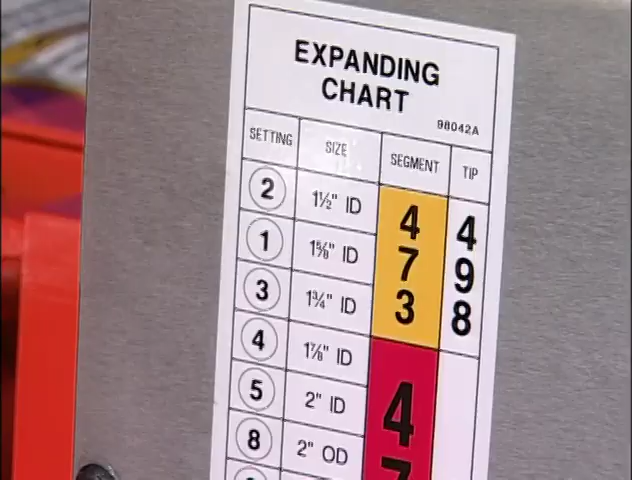 EXPANDING
CHART
98042A
SETTING SIZE SEGMENT TIP
2 1½" ID
1 1⅝" ID
3 1¾" ID
4 1⅞" ID
5 2" ID
8 2" OD
4
7
3
4
9
8
4
7